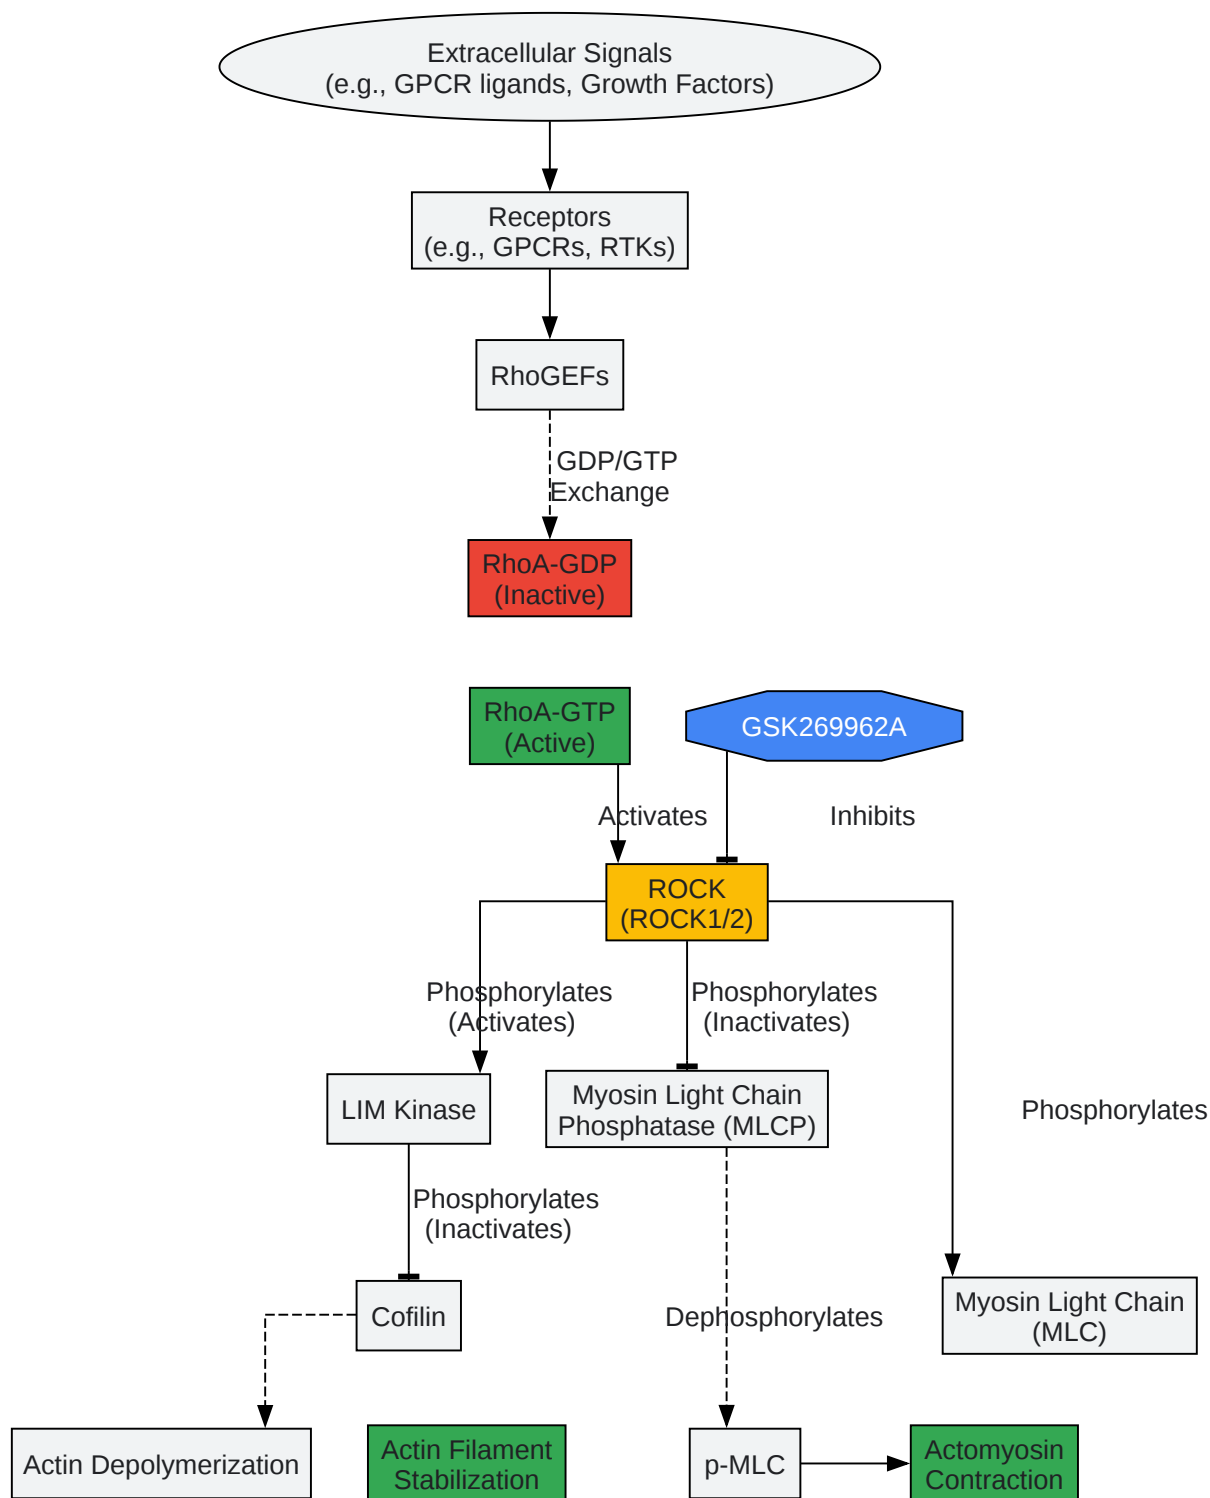 Extracellular Signals
(e.g., GPCR ligands, Growth Factors)
Receptors
(e.g., GPCRs, RTKs)
RhoGEFs
GDP/GTP
Exchange
RhoA-GDP
(Inactive)
RhoA-GTP
(Active)
GSK269962A
Activates
Inhibits
ROCK
(ROCK1/2)
Phosphorylates
(Activates)
Phosphorylates
(Inactivates)
LIM Kinase
Myosin Light Chain
Phosphatase (MLCP)
Phosphorylates
Phosphorylates
(Inactivates)
Cofilin
Dephosphorylates
Myosin Light Chain
(MLC)
Actin Depolymerization
Actin Filament
Stabilization
p-MLC
Actomyosin
Contraction